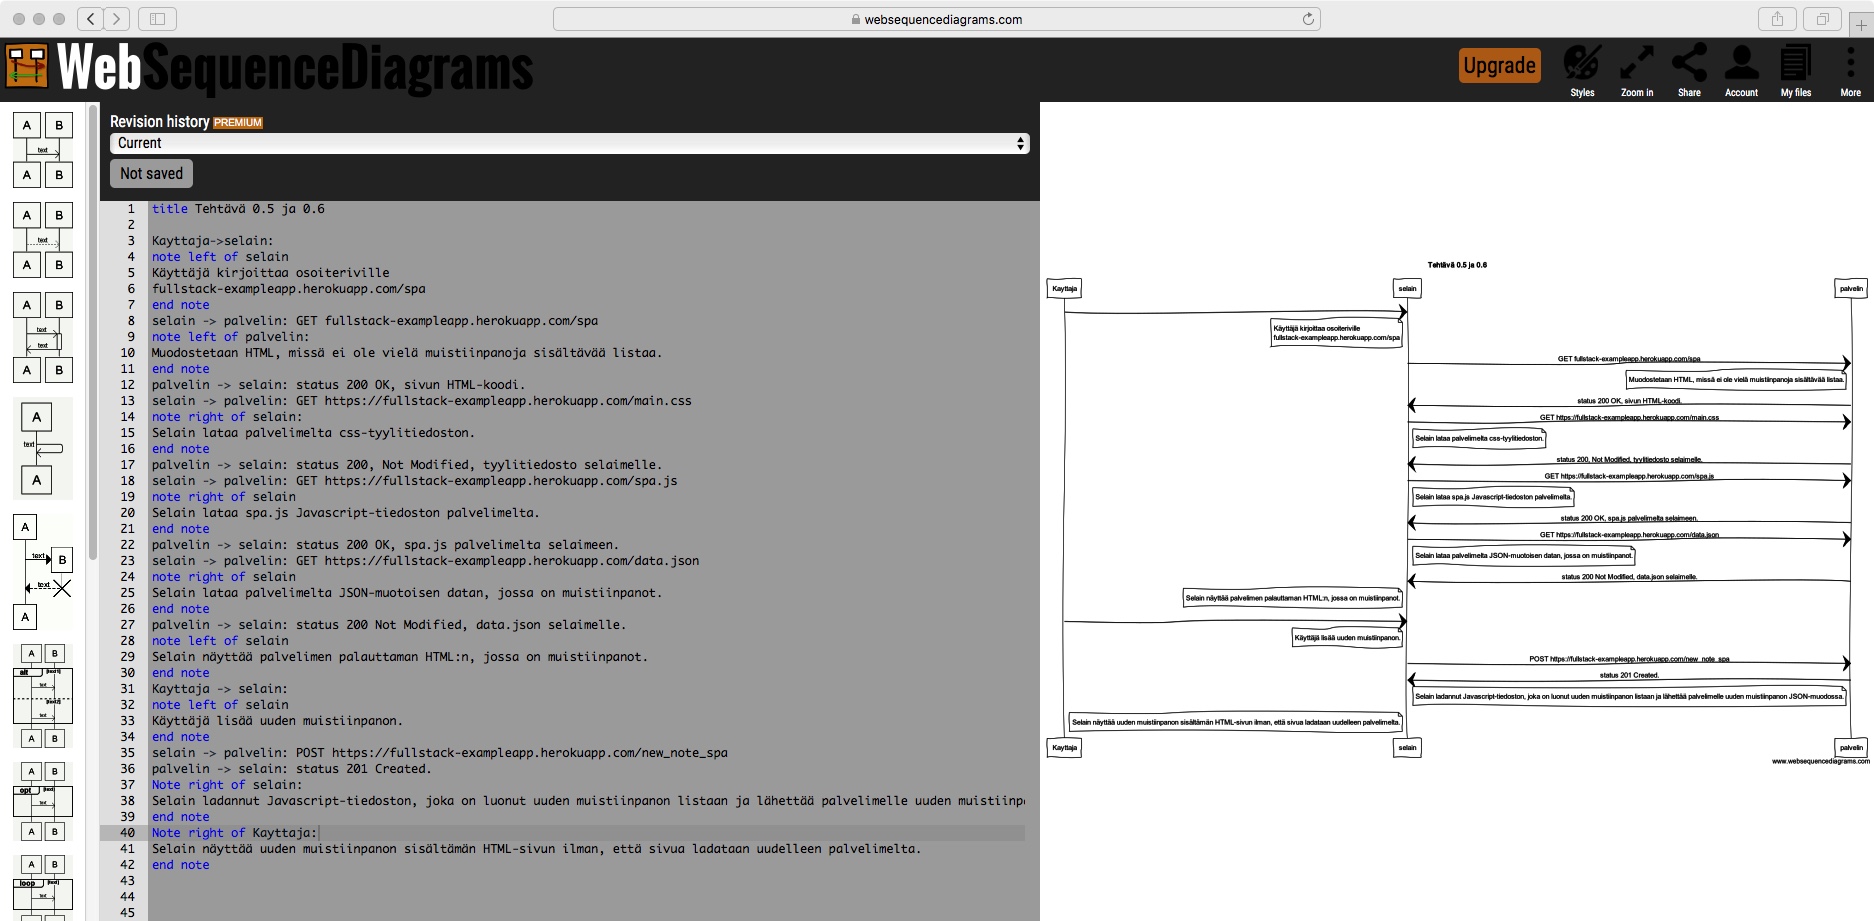 websequencediagrams.com
WebSequenceDiagrams
Upgrade
Styles
Zoom in
Share
Account
My files
More
Revision history PREMIUM
Current
Not saved
A B
text
A B
A B
text
A B
A B
text
text
A B
A
text
A
A
text B
text
A
A B
alt [text1]
text
[text2]
text
A B
A B
opt [text]
text
A B
A B
loop [text]
text
1 title Tehtävä 0.5 ja 0.6
2
3 Kayttaja->selain:
4 note left of selain
5 Käyttäjä kirjoittaa osoiteriville
6 fullstack-exampleapp.herokuapp.com/spa
7 end note
8 selain -> palvelin: GET fullstack-exampleapp.herokuapp.com/spa
9 note left of palvelin:
10 Muodostetaan HTML, missä ei ole vielä muistiinpanoja sisältävää listaa.
11 end note
12 palvelin -> selain: status 200 OK, sivun HTML-koodi.
13 selain -> palvelin: GET https://fullstack-exampleapp.herokuapp.com/main.css
14 note right of selain:
15 Selain lataa palvelimelta css-tyylitiedoston.
16 end note
17 palvelin -> selain: status 200, Not Modified, tyylitiedosto selaimelle.
18 selain -> palvelin: GET https://fullstack-exampleapp.herokuapp.com/spa.js
19 note right of selain
20 Selain lataa spa.js Javascript-tiedoston palvelimelta.
21 end note
22 palvelin -> selain: status 200 OK, spa.js palvelimelta selaimeen.
23 selain -> palvelin: GET https://fullstack-exampleapp.herokuapp.com/data.json
24 note right of selain
25 Selain lataa palvelimelta JSON-muotoisen datan, jossa on muistiinpanot.
26 end note
27 palvelin -> selain: status 200 Not Modified, data.json selaimelle.
28 note left of selain
29 Selain näyttää palvelimen palauttaman HTML:n, jossa on muistiinpanot.
30 end note
31 Kayttaja -> selain:
32 note left of selain
33 Käyttäjä lisää uuden muistiinpanon.
34 end note
35 selain -> palvelin: POST https://fullstack-exampleapp.herokuapp.com/new_note_spa
36 palvelin -> selain: status 201 Created.
37 Note right of selain:
38 Selain ladannut Javascript-tiedoston, joka on luonut uuden muistiinpanon listaan ja lähettää palvelimelle uuden muistiinp
39 end note
40 Note right of Kayttaja:
41 Selain näyttää uuden muistiinpanon sisältämän HTML-sivun ilman, että sivua ladataan uudelleen palvelimelta.
42 end note
43
44
45
Tehtävä 0.5 ja 0.6
Kayttaja selain palvelin
Käyttäjä kirjoittaa osoiteriville
fullstack-exampleapp.herokuapp.com/spa
GET fullstack-exampleapp.herokuapp.com/spa
Muodostetaan HTML, missä ei ole vielä muistiinpanoja sisältävää listaa.
status 200 OK, sivun HTML-koodi.
GET https://fullstack-exampleapp.herokuapp.com/main.css
Selain lataa palvelimelta css-tyylitiedoston.
status 200, Not Modified, tyylitiedosto selaimelle.
GET https://fullstack-exampleapp.herokuapp.com/spa.js
Selain lataa spa.js Javascript-tiedoston palvelimelta.
status 200 OK, spa.js palvelimelta selaimeen.
GET https://fullstack-exampleapp.herokuapp.com/data.json
Selain lataa palvelimelta JSON-muotoisen datan, jossa on muistiinpanot.
status 200 Not Modified, data.json selaimelle.
Selain näyttää palvelimen palauttaman HTML:n, jossa on muistiinpanot.
Käyttäjä lisää uuden muistiinpanon.
POST https://fullstack-exampleapp.herokuapp.com/new_note_spa
status 201 Created.
Selain ladannut Javascript-tiedoston, joka on luonut uuden muistiinpanon listaan ja lähettää palvelimelle uuden muistiinpanon JSON-muodossa.
Selain näyttää uuden muistiinpanon sisältämän HTML-sivun ilman, että sivua ladataan uudelleen palvelimelta.
Kayttaja selain palvelin
www.websequencediagrams.com